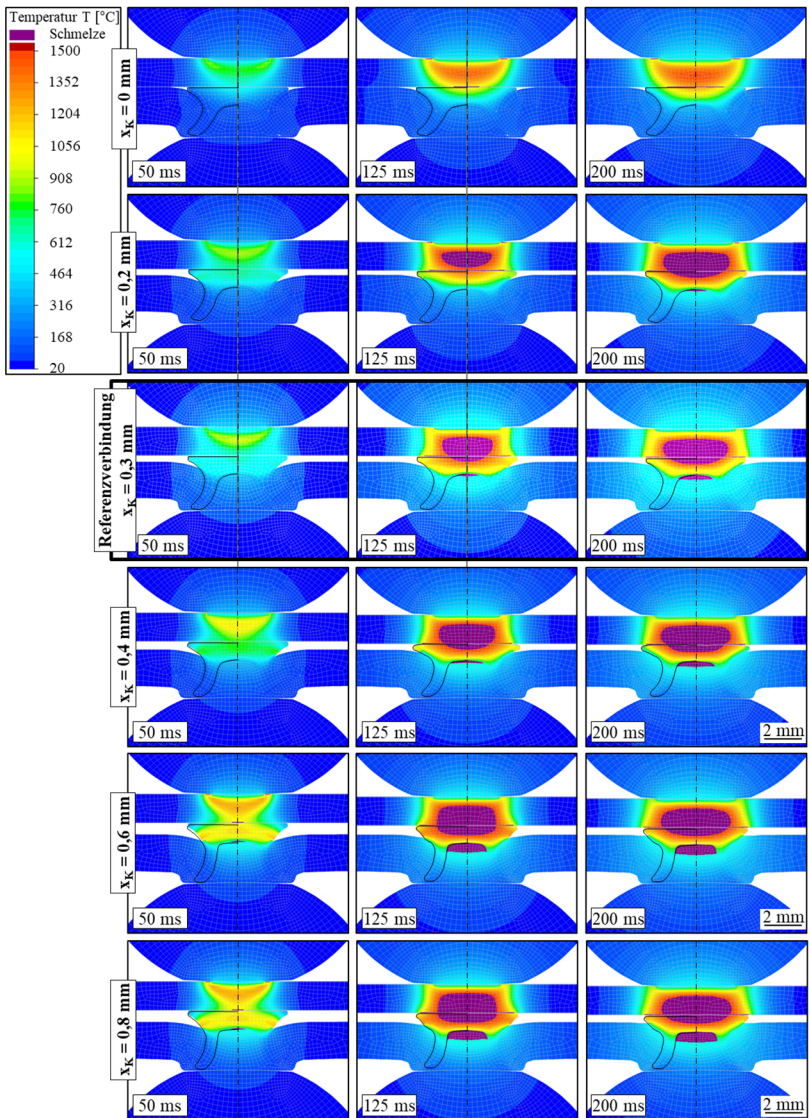 Temperatur T [°C]
Schmelze
1500
1352
1204
1056
908
760
612
464
316
168
20
x_K = 0 mm
50 ms
125 ms
200 ms
x_K = 0,2 mm
50 ms
125 ms
200 ms
Referenzverbindung
x_K = 0,3 mm
50 ms
125 ms
200 ms
x_K = 0,4 mm
50 ms
125 ms
200 ms
2 mm
x_K = 0,6 mm
50 ms
125 ms
200 ms
2 mm
x_K = 0,8 mm
50 ms
125 ms
200 ms
2 mm